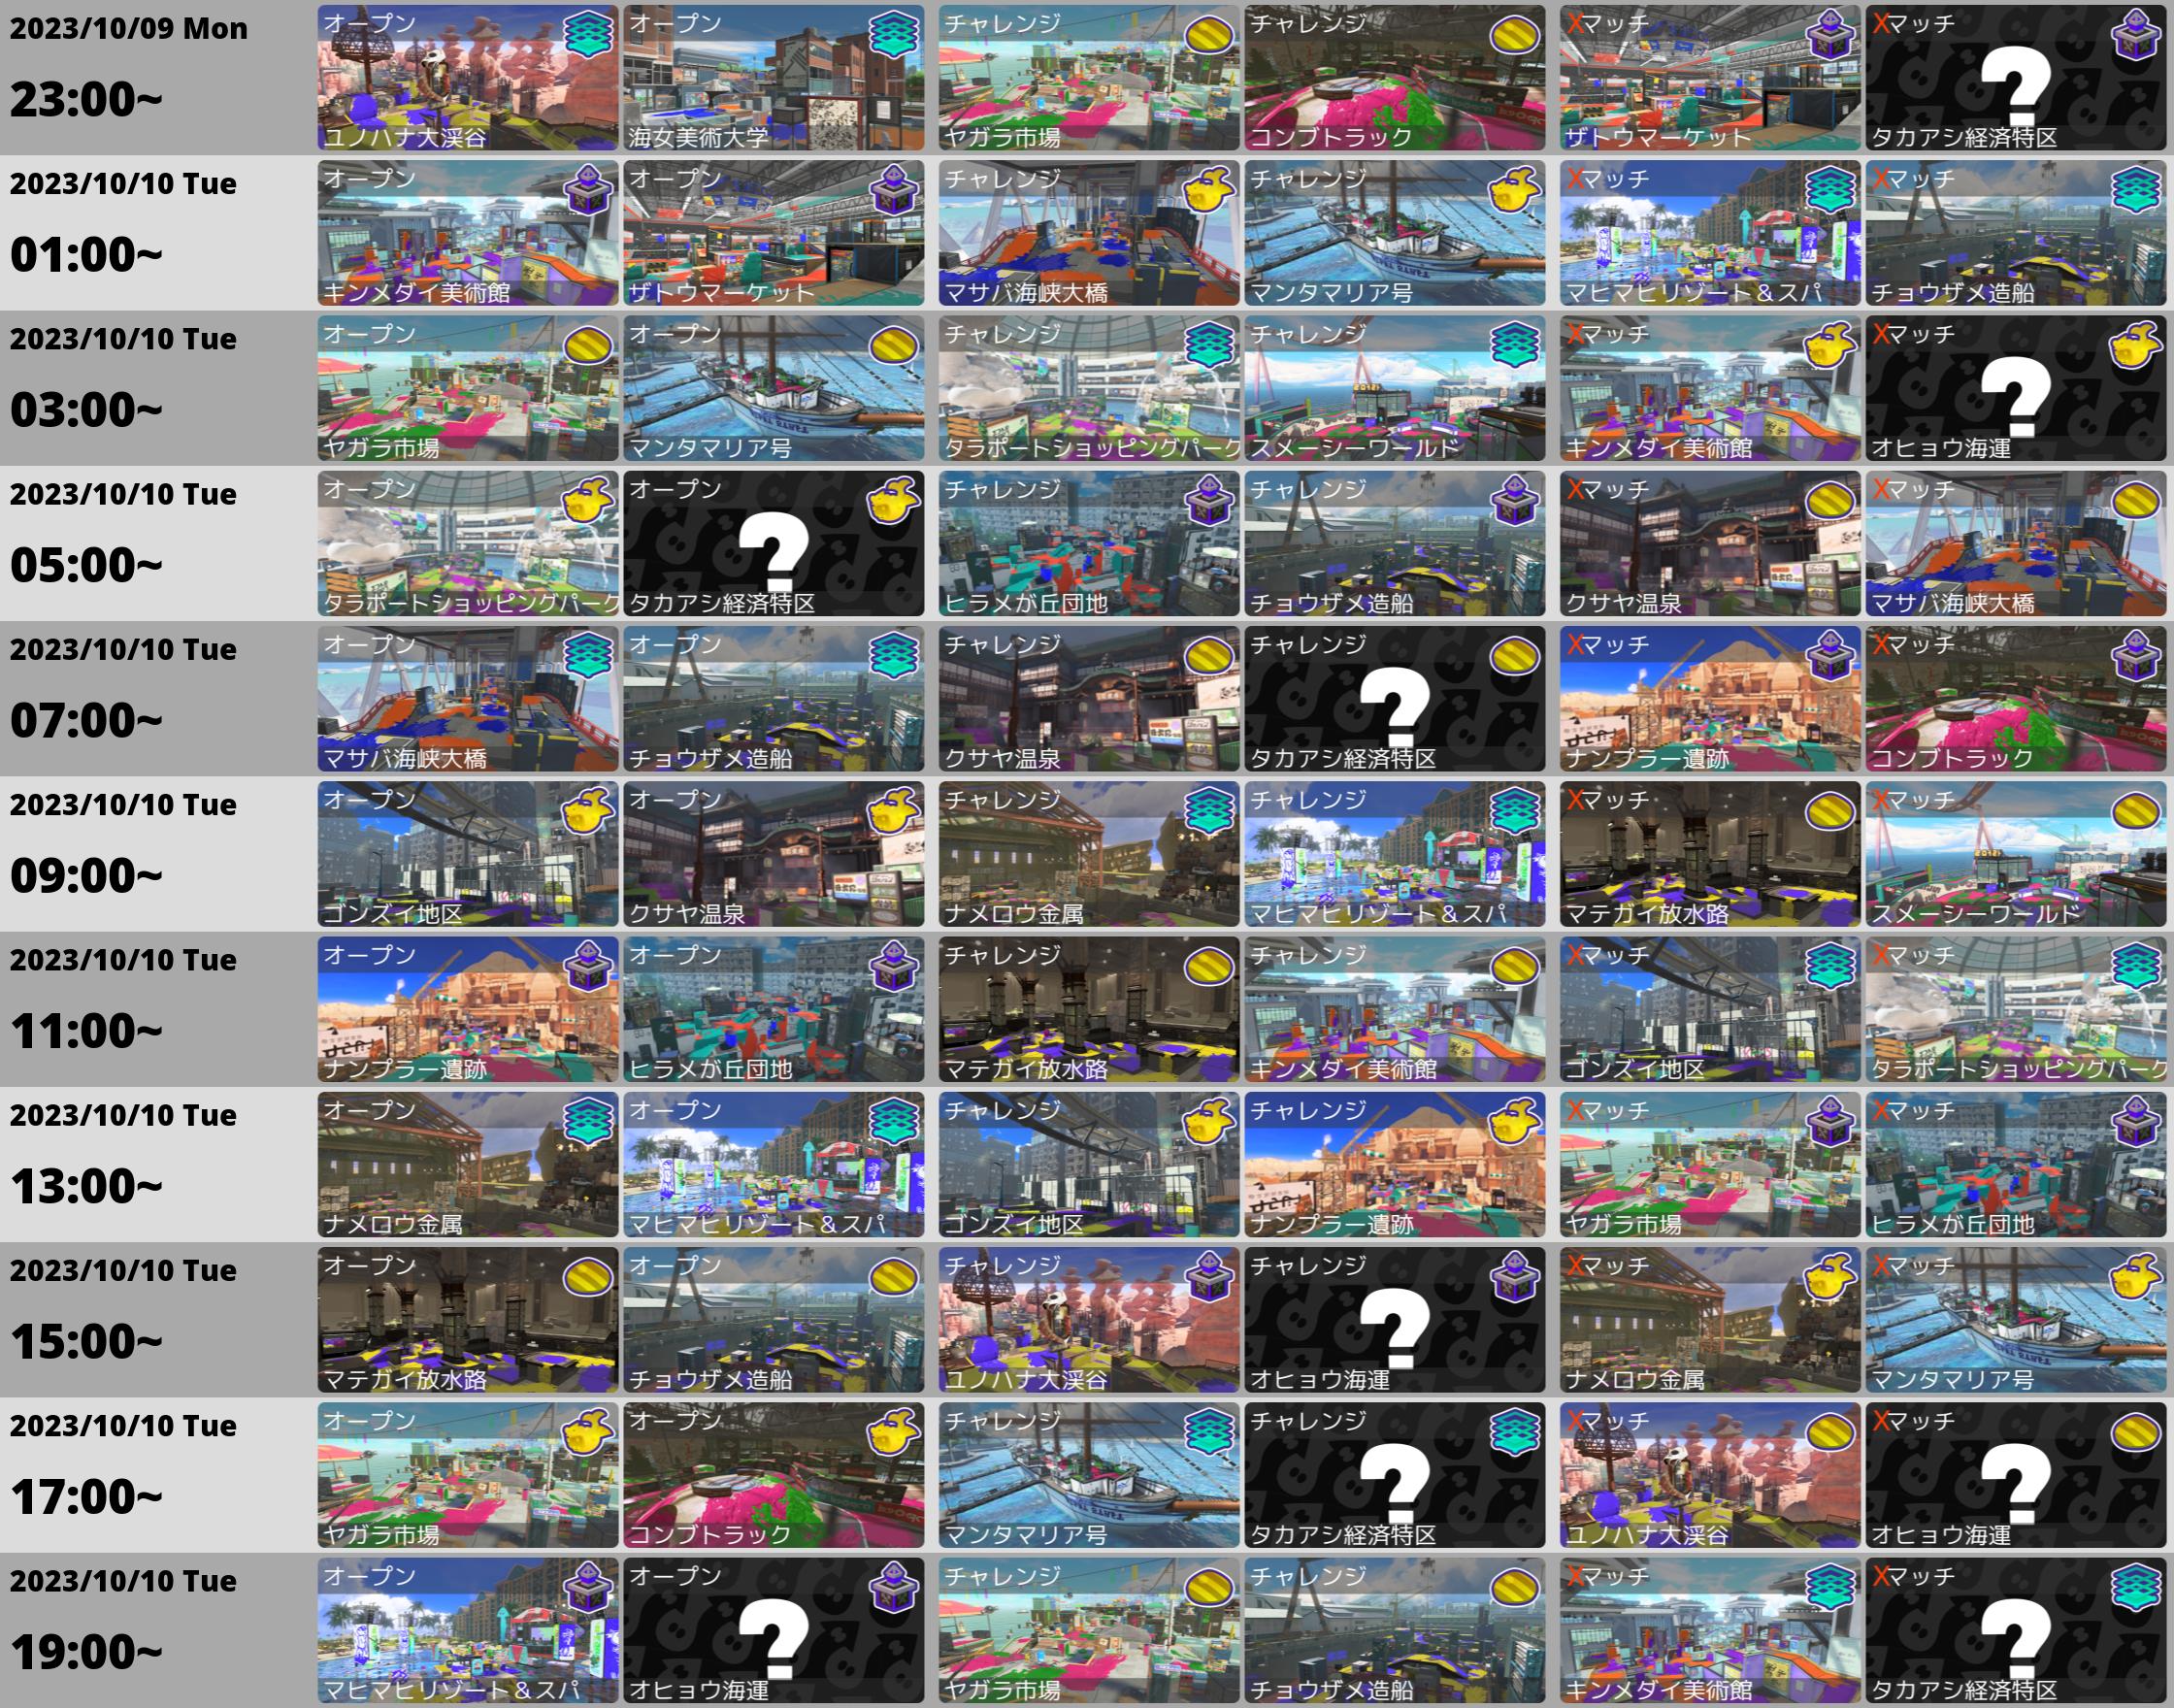 2023/10/09 Mon
23:00~
オープン
ユノハナ大渓谷
オープン
海女美術大学
チャレンジ
ヤガラ市場
チャレンジ
コンブトラック
Xマッチ
ザトウマーケット
Xマッチ
?
タカアシ経済特区
2023/10/10 Tue
01:00~
オープン
キンメダイ美術館
オープン
ザトウマーケット
チャレンジ
マサバ海峡大橋
チャレンジ
マンタマリア号
Xマッチ
マヒマヒリゾート&スパ
Xマッチ
チョウザメ造船
2023/10/10 Tue
03:00~
オープン
ヤガラ市場
オープン
マンタマリア号
チャレンジ
タラポートショッピングパーク
チャレンジ
スメーシーワールド
Xマッチ
キンメダイ美術館
Xマッチ
?
オヒョウ海運
2023/10/10 Tue
05:00~
オープン
タラポートショッピングパーク
オープン
?
タカアシ経済特区
チャレンジ
ヒラメが丘団地
チャレンジ
チョウザメ造船
Xマッチ
クサヤ温泉
Xマッチ
マサバ海峡大橋
2023/10/10 Tue
07:00~
オープン
マサバ海峡大橋
オープン
チョウザメ造船
チャレンジ
クサヤ温泉
チャレンジ
?
タカアシ経済特区
Xマッチ
ナンプラー遺跡
Xマッチ
コンブトラック
2023/10/10 Tue
09:00~
オープン
ゴンズイ地区
オープン
クサヤ温泉
チャレンジ
ナメロウ金属
チャレンジ
マヒマヒリゾート&スパ
Xマッチ
マテガイ放水路
Xマッチ
スメーシーワールド
2023/10/10 Tue
11:00~
オープン
ナンプラー遺跡
オープン
ヒラメが丘団地
チャレンジ
マテガイ放水路
チャレンジ
キンメダイ美術館
Xマッチ
ゴンズイ地区
Xマッチ
タラポートショッピングパーク
2023/10/10 Tue
13:00~
オープン
ナメロウ金属
オープン
マヒマヒリゾート&スパ
チャレンジ
ゴンズイ地区
チャレンジ
ナンプラー遺跡
Xマッチ
ヤガラ市場
Xマッチ
ヒラメが丘団地
2023/10/10 Tue
15:00~
オープン
マテガイ放水路
オープン
チョウザメ造船
チャレンジ
ユノハナ大渓谷
チャレンジ
?
オヒョウ海運
Xマッチ
ナメロウ金属
Xマッチ
マンタマリア号
2023/10/10 Tue
17:00~
オープン
ヤガラ市場
オープン
コンブトラック
チャレンジ
マンタマリア号
チャレンジ
?
タカアシ経済特区
Xマッチ
ユノハナ大渓谷
Xマッチ
?
オヒョウ海運
2023/10/10 Tue
19:00~
オープン
マヒマヒリゾート&スパ
オープン
?
オヒョウ海運
チャレンジ
ヤガラ市場
チャレンジ
チョウザメ造船
Xマッチ
キンメダイ美術館
Xマッチ
?
タカアシ経済特区